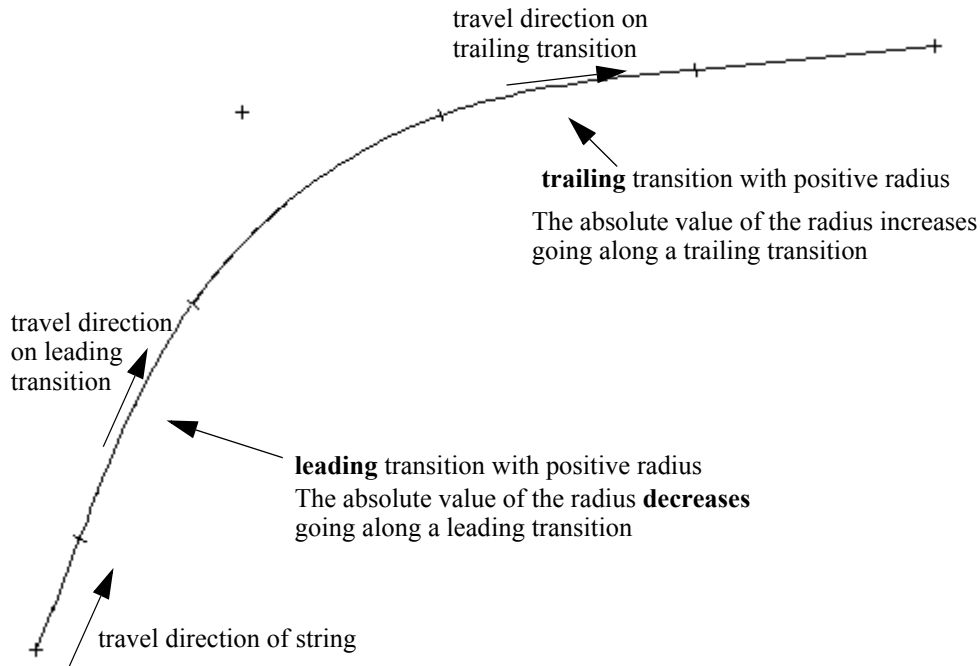 travel direction on
trailing transition
trailing transition with positive radius
The absolute value of the radius increases
going along a trailing transition
travel direction
on leading
transition
leading transition with positive radius
The absolute value of the radius decreases
going along a leading transition
travel direction of string